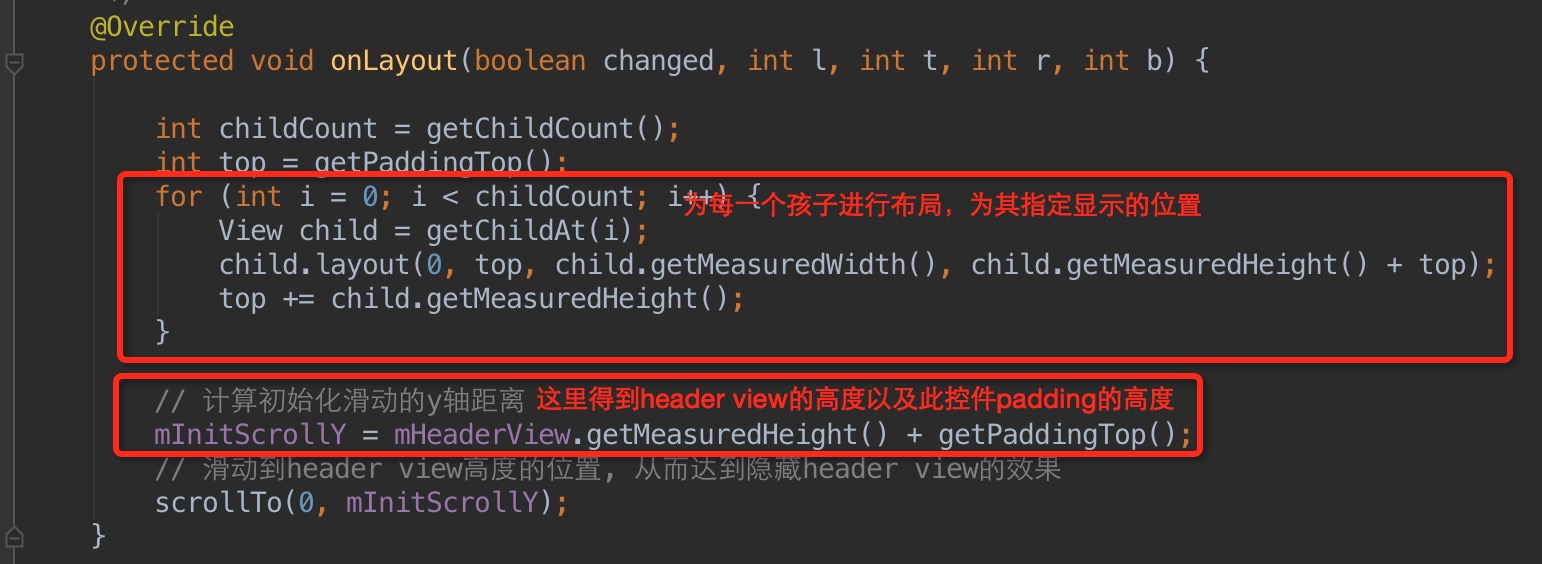 */
@Override
protected void onLayout(boolean changed, int l, int t, int r, int b) {
int childCount = getChildCount();
int top = getPaddingTop();
for (int i = 0; i < childCount; i++) {
为每一个孩子进行布局，为其指定显示的位置
View child = getChildAt(i);
child.layout(0, top, child.getMeasuredWidth(), child.getMeasuredHeight() + top);
top += child.getMeasuredHeight();
}
// 计算初始化滑动的y轴距离 这里得到header view的高度以及此控件padding的高度
mInitScrollY = mHeaderView.getMeasuredHeight() + getPaddingTop();
// 滑动到header view高度的位置, 从而达到隐藏header view的效果
scrollTo(0, mInitScrollY);
}